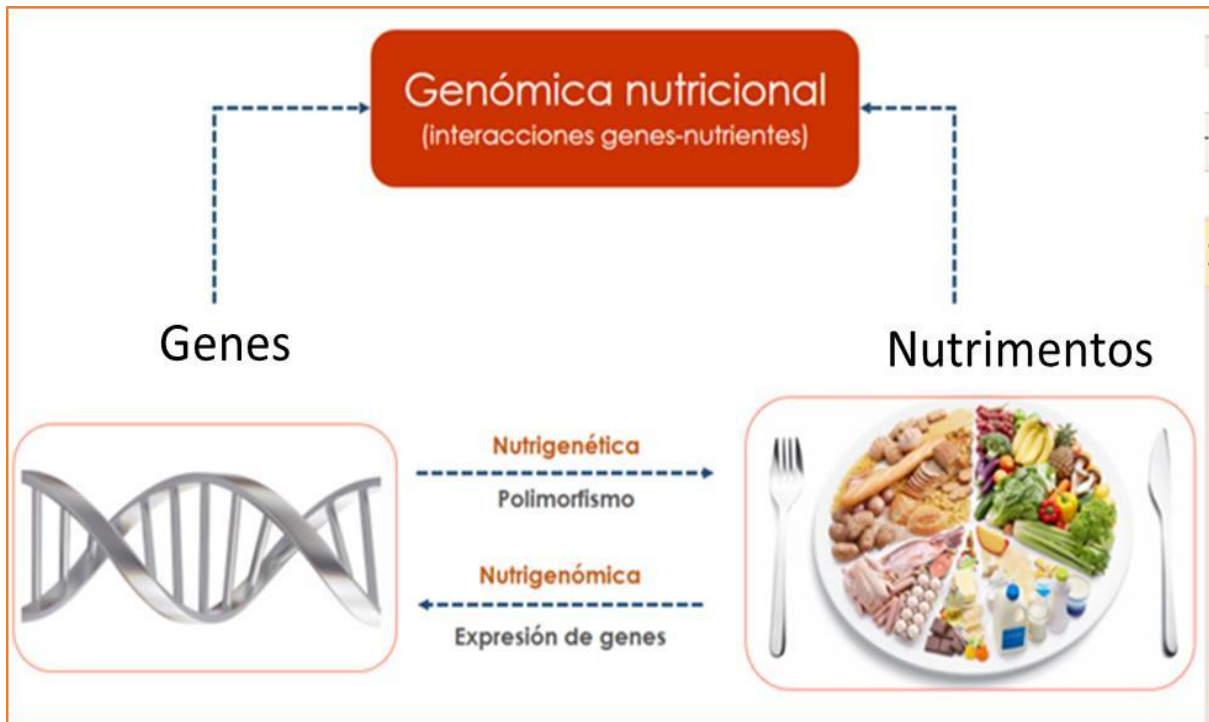 Genómica nutricional
(interacciones genes-nutrientes)
Genes
Nutrimentos
Nutrigenética
Polimorfismo
Nutrigenómica
Expresión de genes